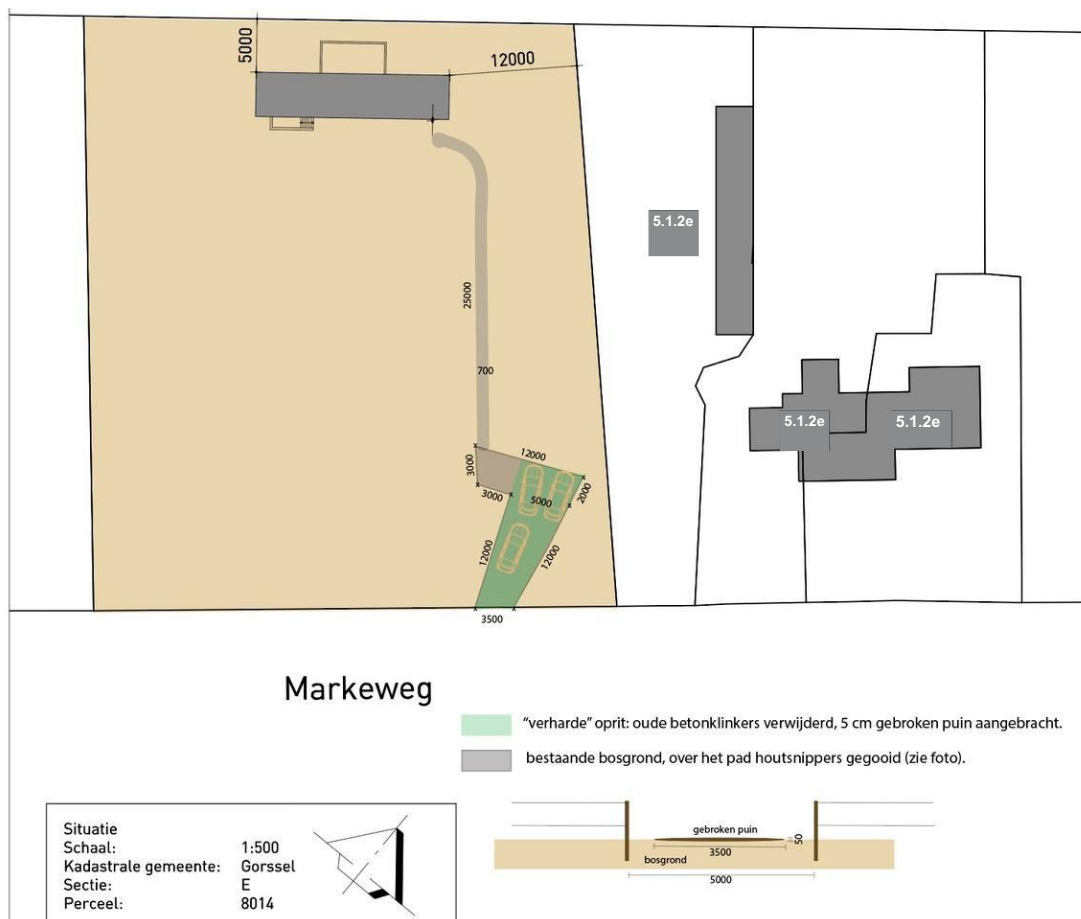 5000
12000
5.1.2e
25000
700
5.1.2e
5.1.2e
12000
3000
3000
5000
2000
12000
12000
3500
Markeweg
“verharde” oprit: oude betonklinkers verwijderd, 5 cm gebroken puin aangebracht.
bestaande bosgrond, over het pad houtsnippers gegooid (zie foto).
Situatie
Schaal: 1:500
Kadastrale gemeente: Gorssel
Sectie: E
Perceel: 8014
gebroken puin
50
3500
bosgrond
5000